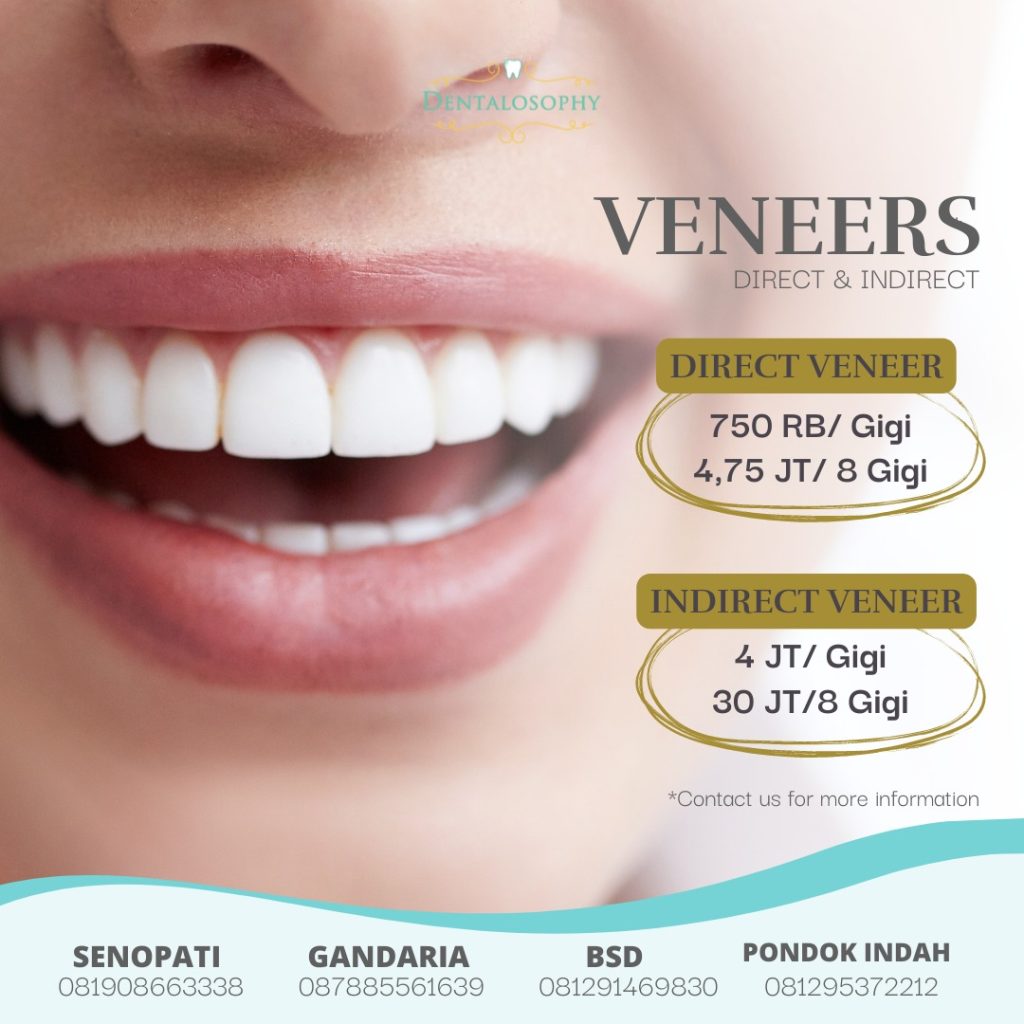 DENTALOSOPHY
VENEERS
DIRECT & INDIRECT
DIRECT VENEER
750 RB/ Gigi
4,75 JT/ 8 Gigi
INDIRECT VENEER
4 JT/ Gigi
30 JT/8 Gigi
*Contact us for more information
SENOPATI
081908663338
GANDARIA
087885561639
BSD
081291469830
PONDOK INDAH
081295372212